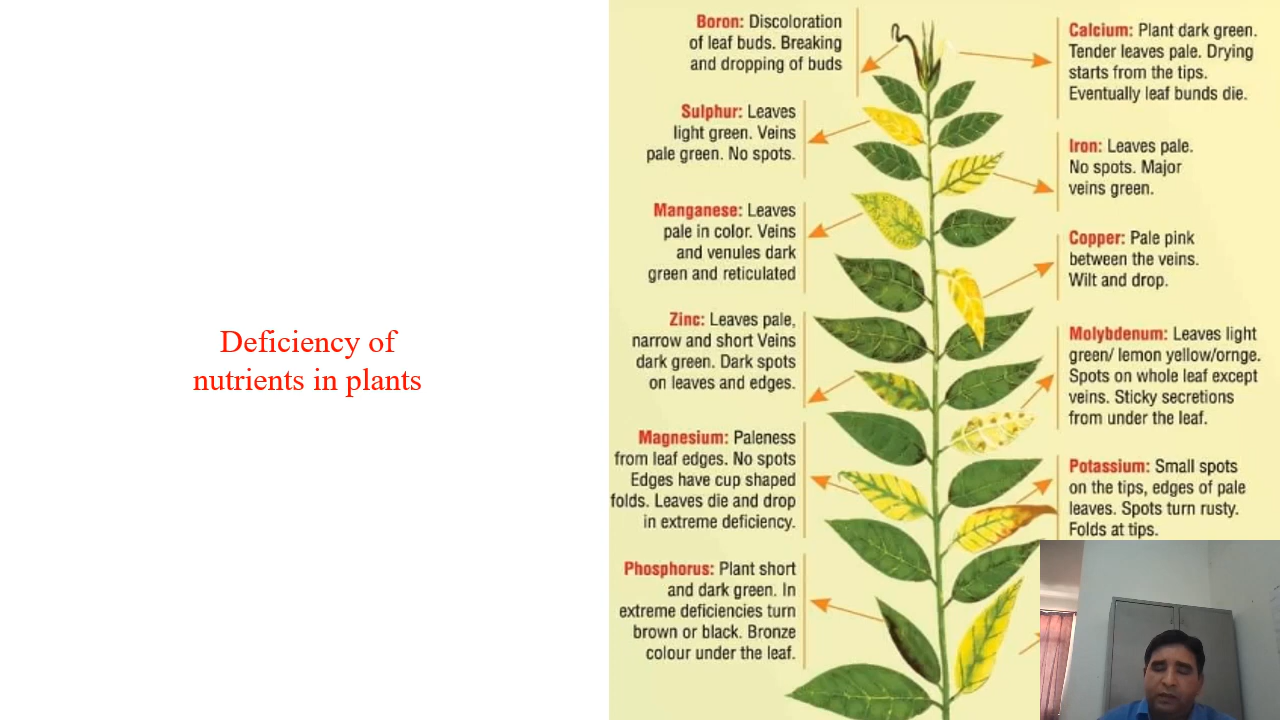 Deficiency of
nutrients in plants
Boron: Discoloration
of leaf buds. Breaking
and dropping of buds
Sulphur: Leaves
light green. Veins
pale green. No spots.
Manganese: Leaves
pale in color. Veins
and venules dark
green and reticulated
Zinc: Leaves pale,
narrow and short Veins
dark green. Dark spots
on leaves and edges.
Magnesium: Paleness
from leaf edges. No spots
Edges have cup shaped
folds. Leaves die and drop
in extreme deficiency.
Phosphorus: Plant short
and dark green. In
extreme deficiencies turn
brown or black. Bronze
colour under the leaf.
Calcium: Plant dark green.
Tender leaves pale. Drying
starts from the tips.
Eventually leaf bunds die.
Iron: Leaves pale.
No spots. Major
veins green.
Copper: Pale pink
between the veins.
Wilt and drop.
Molybdenum: Leaves light
green/ lemon yellow/ornge.
Spots on whole leaf except
veins. Sticky secretions
from under the leaf.
Potassium: Small spots
on the tips, edges of pale
leaves. Spots turn rusty.
Folds at tips.